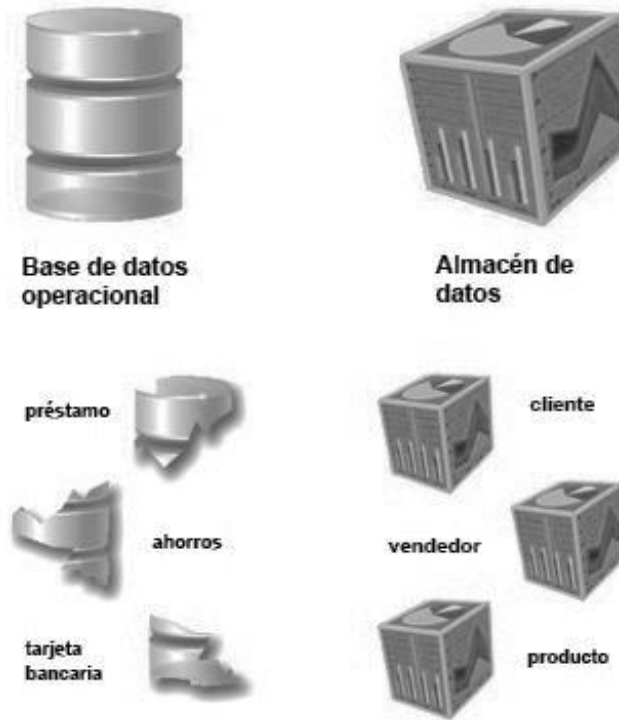 Base de datos
operacional
Almacén de
datos
préstamo
cliente
ahorros
vendedor
tarjeta
bancaria
producto